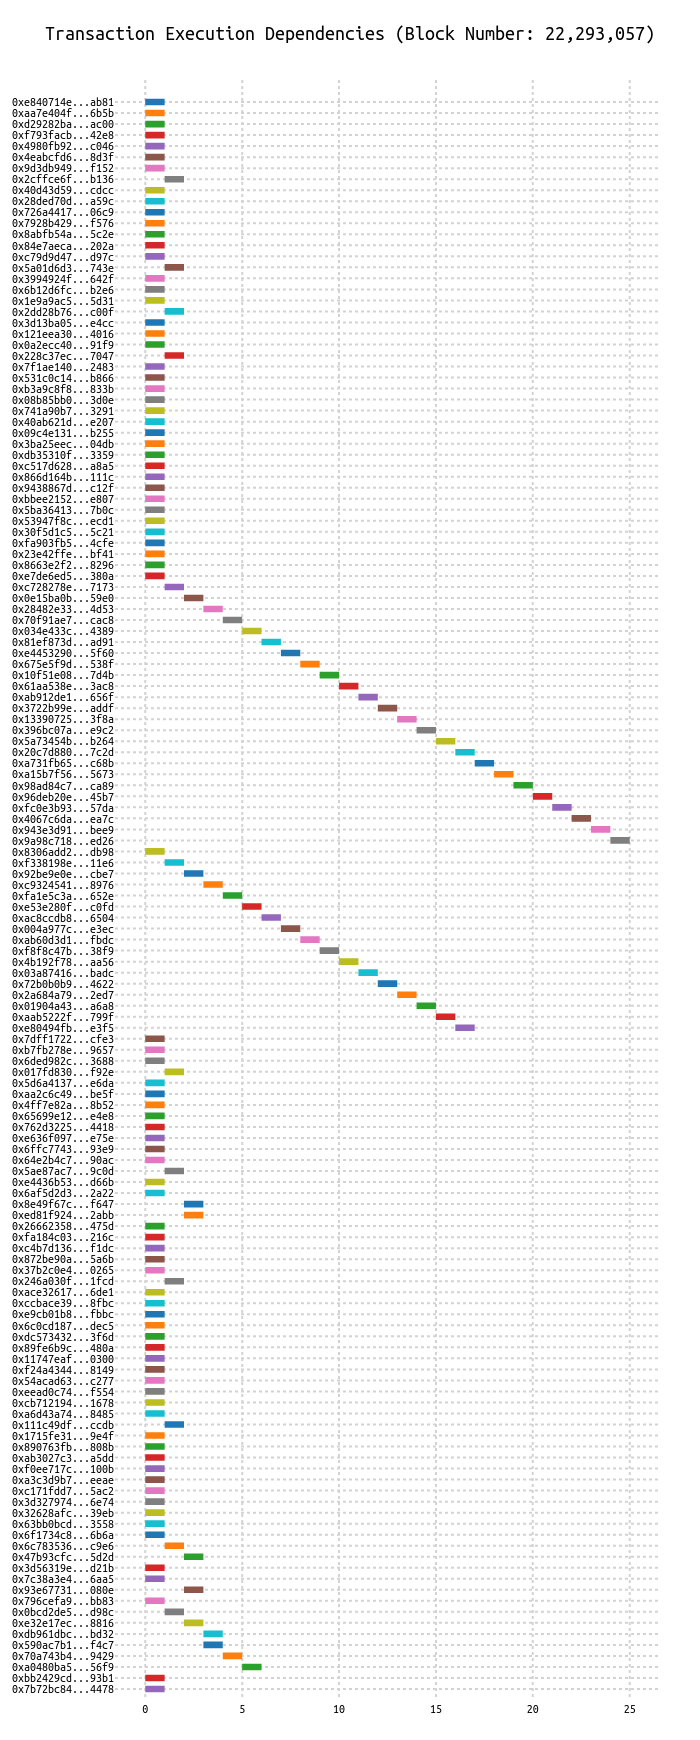 Transaction Execution Dependencies (Block Number: 22,293,057)
0xe840714e...ab81
0xaa7e404f...6b5b
0xd29282ba...ac00
0xf793facb...42e8
0x4980fb92...c046
0x4eabcfd6...8d3f
0x9d3db949...f152
0x2cffce6f...b136
0x40d43d59...cdcc
0x28ded70d...a59c
0x726a4417...06c9
0x7928b429...f576
0x8abfb54a...5c2e
0x84e7aeca...202a
0xc79d9d47...d97c
0x5a01d6d3...743e
0x3994924f...642f
0x6b12d6fc...b2e6
0x1e9a9ac5...5d31
0x2dd28b76...c00f
0x3d13ba05...e4cc
0x121eea30...4016
0x0a2ecc40...91f9
0x228c37ec...7047
0x7f1ae140...2483
0x531c0c14...b866
0xb3a9c8f8...833b
0x08b85bb0...3d0e
0x741a90b7...3291
0x40ab621d...e207
0x09c4e131...b255
0x3ba25eec...04db
0xdb35310f...3359
0xc517d628...a8a5
0x866d164b...111c
0x9438867d...c12f
0xbbee2152...e807
0x5ba36413...7b0c
0x53947f8c...ecd1
0x30f5d1c5...5c21
0xfa903fb5...4cfe
0x23e42ffe...bf41
0x8663e2f2...8296
0xe7de6ed5...380a
0xc728278e...7173
0x0e15ba0b...59e0
0x28482e33...4d53
0x70f91ae7...cac8
0x034e433c...4389
0x81ef873d...ad91
0xe4453290...5f60
0x675e5f9d...538f
0x10f51e08...7d4b
0x61aa538e...3ac8
0xab912de1...656f
0x3722b99e...addf
0x13390725...3f8a
0x396bc07a...e9c2
0x5a73454b...b264
0x20c7d880...7c2d
0xa731fb65...c68b
0xa15b7f56...5673
0x98ad84c7...ca89
0x96deb20e...45b7
0xfc0e3b93...57da
0x4067c6da...ea7c
0x943e3d91...bee9
0x9a98c718...ed26
0x8306add2...db98
0xf338198e...11e6
0x92be9e0e...cbe7
0xc9324541...8976
0xfa1e5c3a...652e
0xe53e280f...c0fd
0xac8ccdb8...6504
0x004a977c...e3ec
0xab60d3d1...fbdc
0xf8f8c47b...38f9
0x4b192f78...aa56
0x03a87416...badc
0x72b0b0b9...4622
0x2a684a79...2ed7
0x01904a43...a6a8
0xaab5222f...799f
0xe80494fb...e3f5
0x7dff1722...cfe3
0xb7fb278e...9657
0x6ded982c...3688
0x017fd830...f92e
0x5d6a4137...e6da
0xaa2c6c49...be5f
0x4ff7e82a...8b52
0x65699e12...e4e8
0x762d3225...4418
0xe636f097...e75e
0x6ffc7743...93e9
0x64e2b4c7...90ac
0x5ae87ac7...9c0d
0xe4436b53...d66b
0x6af5d2d3...2a22
0x8e49f67c...f647
0xed81f924...2abb
0x26662358...475d
0xfa184c03...216c
0xc4b7d136...f1dc
0x872be90a...5a6b
0x37b2c0e4...0265
0x246a030f...1fcd
0xace32617...6de1
0xccbace39...8fbc
0xe9cb01b8...fbbc
0x6c0cd187...dec5
0xdc573432...3f6d
0x89fe6b9c...480a
0x11747eaf...0300
0xf24a4344...8149
0x54acad63...c277
0xeead0c74...f554
0xcb712194...1678
0xa6d43a74...8485
0x111c49df...ccdb
0x1715fe31...9e4f
0x890763fb...808b
0xab3027c3...a5dd
0xf0ee717c...100b
0xa3c3d9b7...eeae
0xc171fdd7...5ac2
0x3d327974...6e74
0x32628afc...39eb
0x63bb0bcd...3558
0x6f1734c8...6b6a
0x6c783536...c9e6
0x47b93cfc...5d2d
0x3d56319e...d21b
0x7c38a3e4...6aa5
0x93e67731...080e
0x796cefa9...bb83
0x0bcd2de5...d98c
0xe32e17ec...8816
0xdb961dbc...bd32
0x590ac7b1...f4c7
0x70a743b4...9429
0xa0480ba5...56f9
0xbb2429cd...93b1
0x7b72bc84...4478
0 5 10 15 20 25